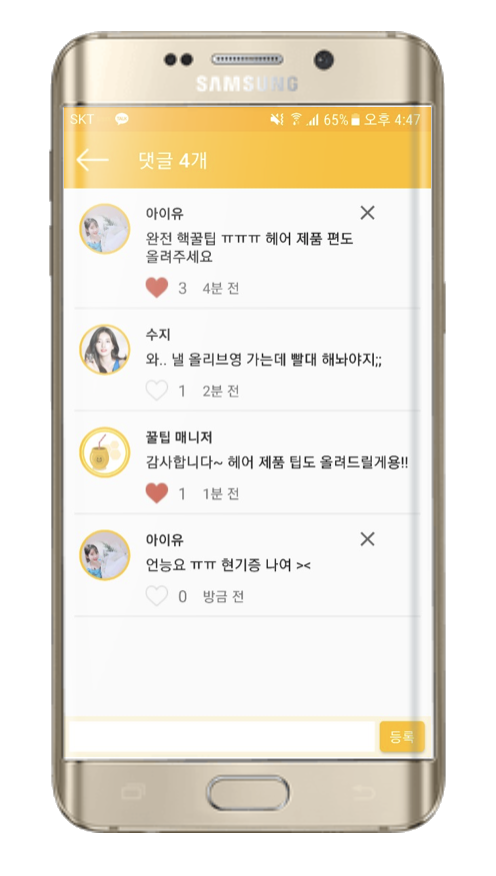 SAMSUNG
SKT 65% 오후 4:47
댓글 4개
아이유
완전 핵꿀팁 ㅠㅠㅠ 헤어 제품 편도
올려주세요
3 4분 전
수지
와.. 낼 올리브영 가는데 빨대 해놔야지;;
1 2분 전
꿀팁 매니저
감사합니다~ 헤어 제품 팁도 올려드릴게용!!
1 1분 전
아이유
언능요 ㅠㅠ 현기증 나여 ><
0 방금 전
등록